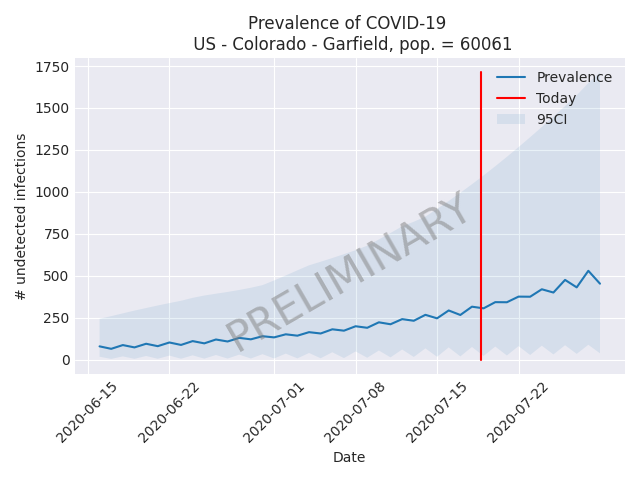 Prevalence of COVID-19
US - Colorado - Garfield, pop. = 60061
1750
1500
1250
1000
750
500
250
0
# undetected infections
Prevalence
Today
95CI
PRELIMINARY
2020-06-15
2020-06-22
2020-07-01
2020-07-08
2020-07-15
2020-07-22
Date